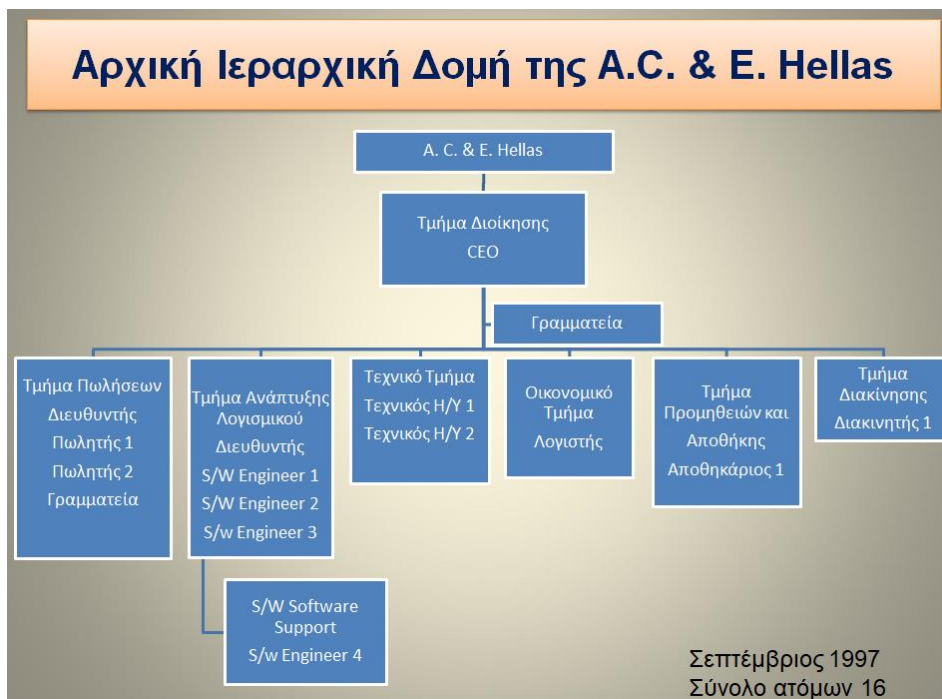 Αρχική Ιεραρχική Δομή της A.C. & E. Hellas
A. C. & E. Hellas
Τμήμα Διοίκησης
CEO
Γραμματεία
Τμήμα Πωλήσεων
Διευθυντής
Πωλητής 1
Πωλητής 2
Γραμματεία
Τμήμα Ανάπτυξης
Λογισμικού
Διευθυντής
S/W Engineer 1
S/W Engineer 2
S/w Engineer 3
S/W Software
Support
S/w Engineer 4
Τεχνικό Τμήμα
Τεχνικός Η/Υ 1
Τεχνικός Η/Υ 2
Οικονομικό
Τμήμα
Λογιστής
Τμήμα
Προμηθειών και
Αποθήκης
Αποθηκάριος 1
Τμήμα
Διακίνησης
Διακινητής 1
Σεπτέμβριος 1997
Σύνολο ατόμων 16